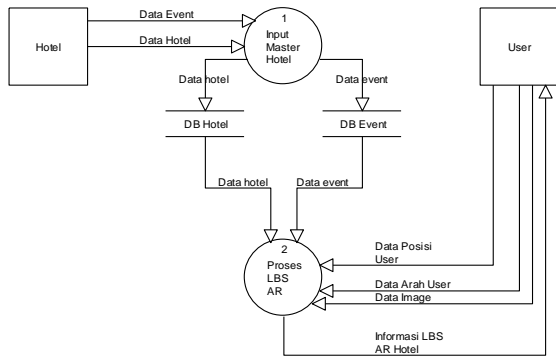 Data Event
1
Hotel
Data Hotel
Input
Master
Hotel
User
Data hotel
Data event
DB Hotel
DB Event
Data hotel
Data event
2
Proses
LBS
AR
Data Posisi
User
Data Arah User
Data Image
Informasi LBS
AR Hotel